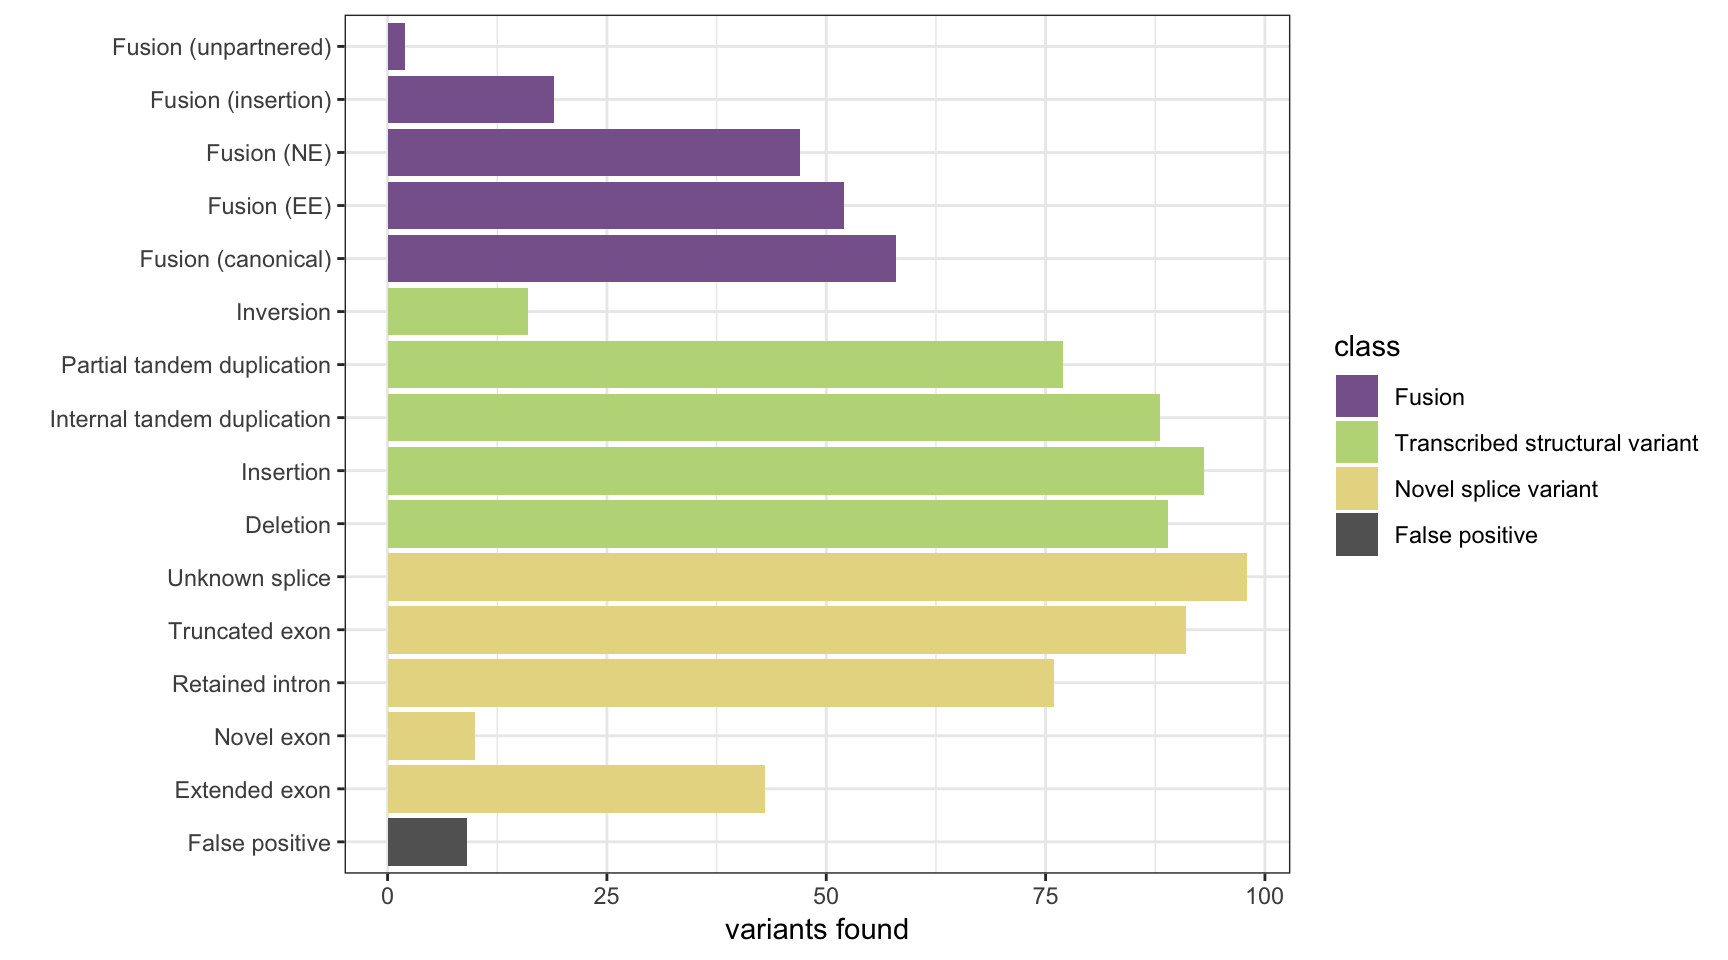 Fusion (unpartnered)
Fusion (insertion)
Fusion (NE)
Fusion (EE)
Fusion (canonical)
Inversion
Partial tandem duplication
Internal tandem duplication
Insertion
Deletion
Unknown splice
Truncated exon
Retained intron
Novel exon
Extended exon
False positive
0 25 50 75 100
variants found
class
Fusion
Transcribed structural variant
Novel splice variant
False positive